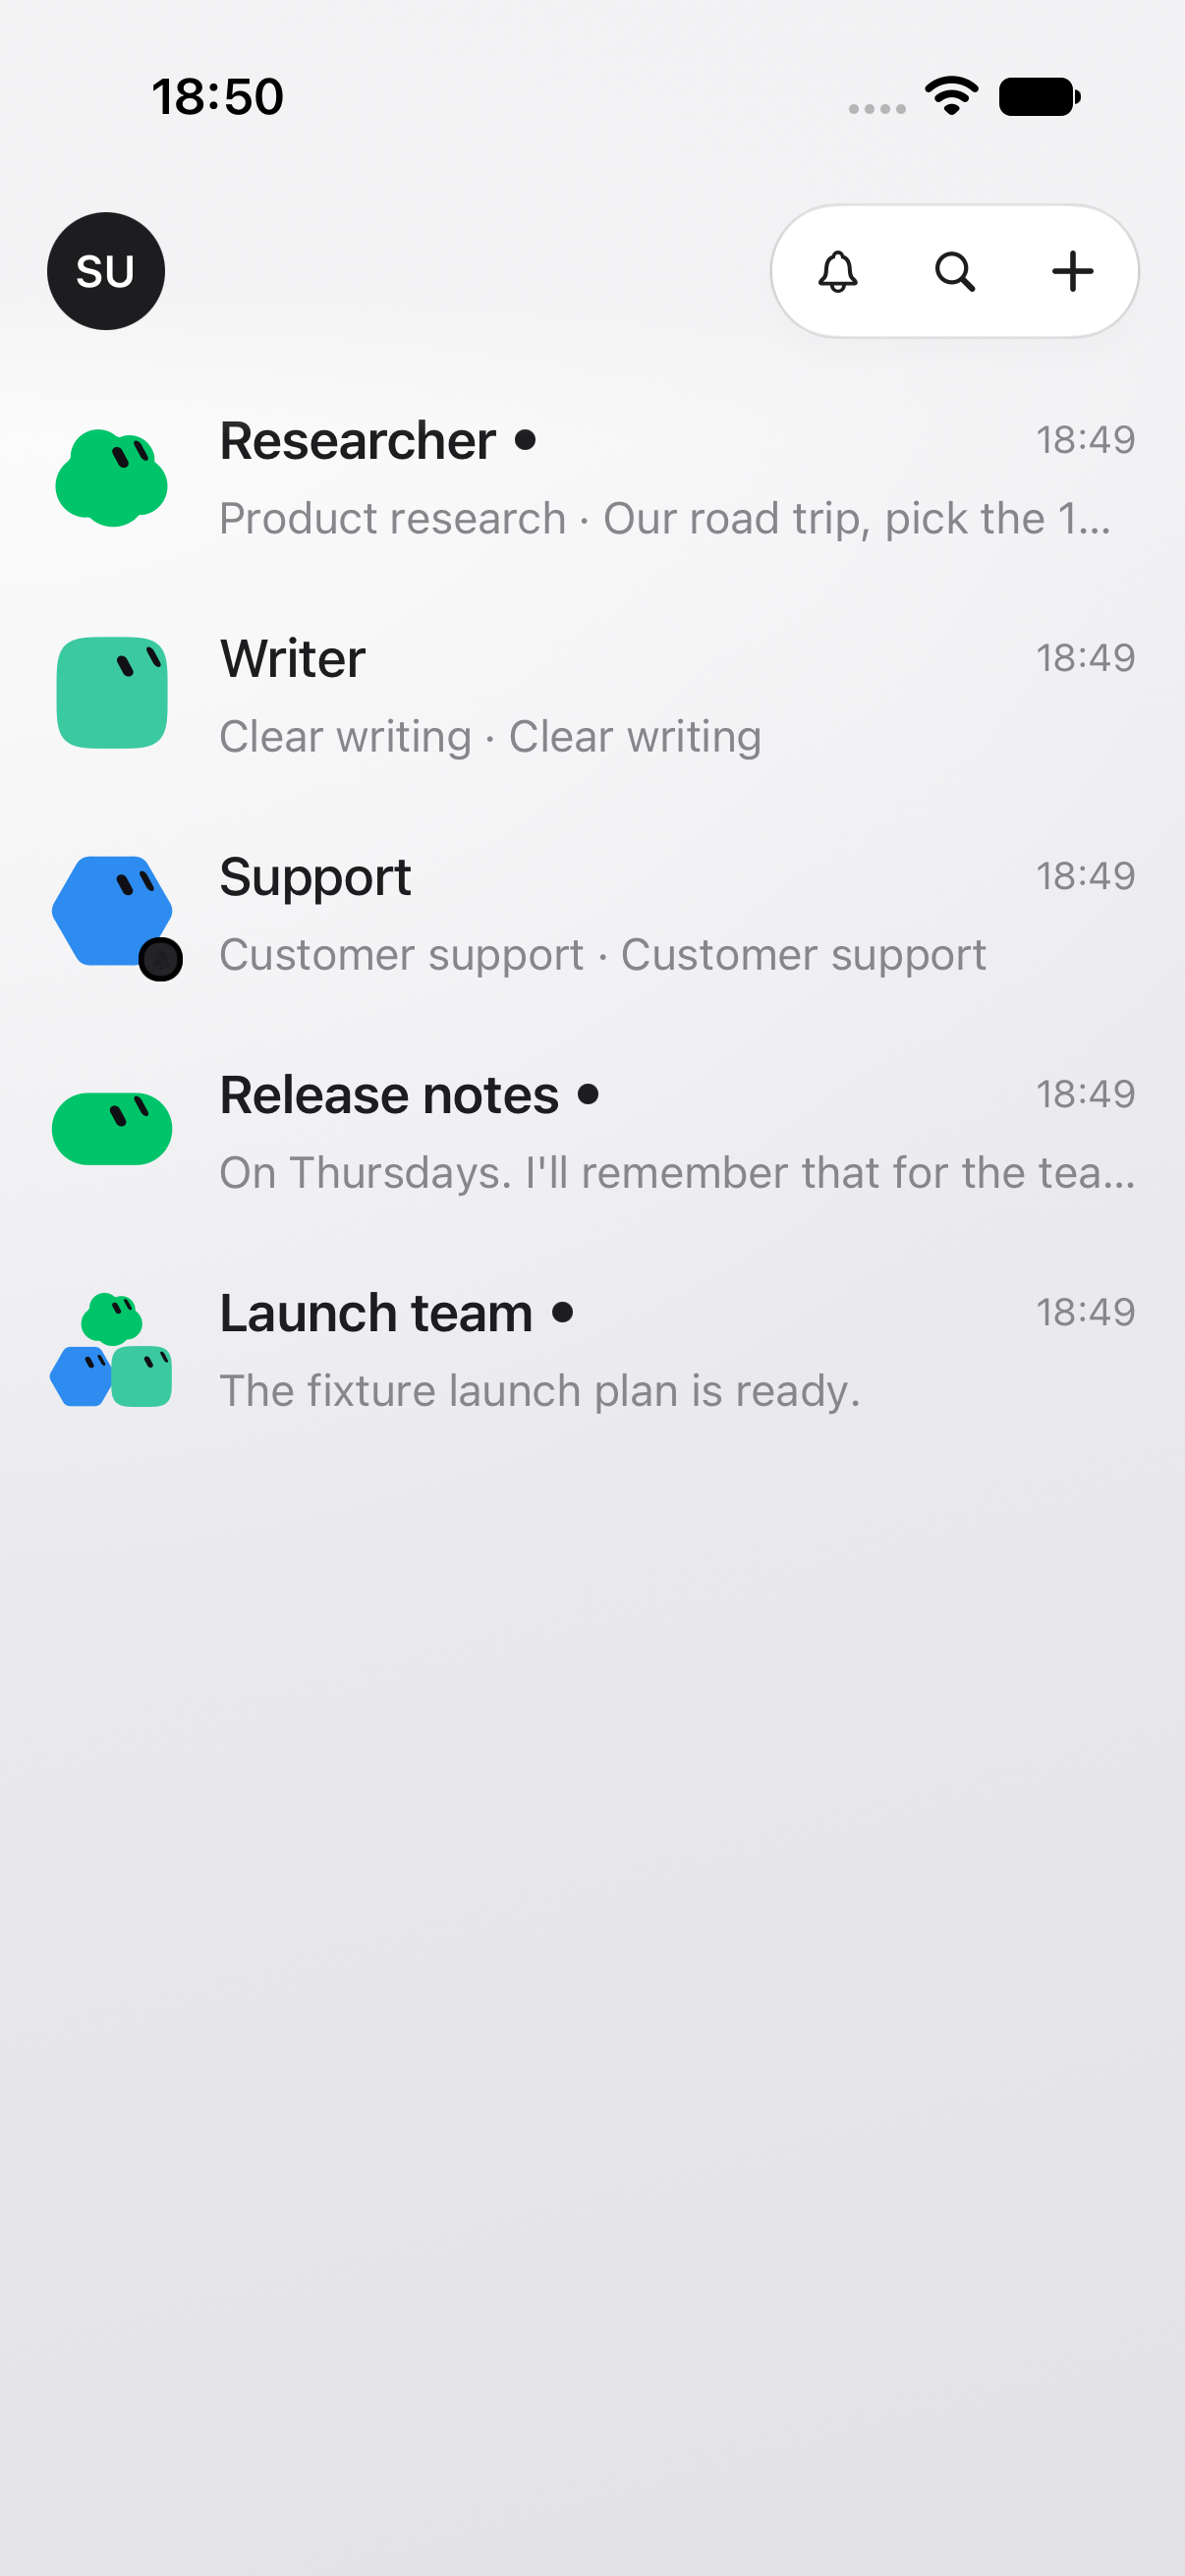 18:50
SU
Researcher
18:49
Product research · Our road trip, pick the 1...
Writer
18:49
Clear writing · Clear writing
Support
18:49
Customer support · Customer support
Release notes
18:49
On Thursdays. I'll remember that for the tea...
Launch team
18:49
The fixture launch plan is ready.